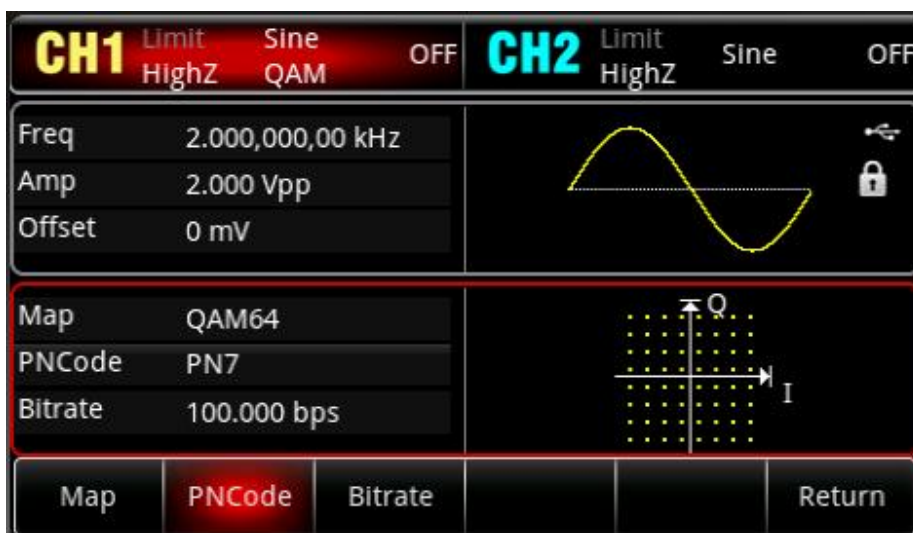 CH1 Limit Sine OFF CH2 Limit Sine OFF
HighZ QAM HighZ
Freq 2.000,000,00 kHz
Amp 2.000 Vpp
Offset 0 mV
Map QAM64
PNCode PN7
Bitrate 100.000 bps
Q
I
Map PNCode Bitrate Return